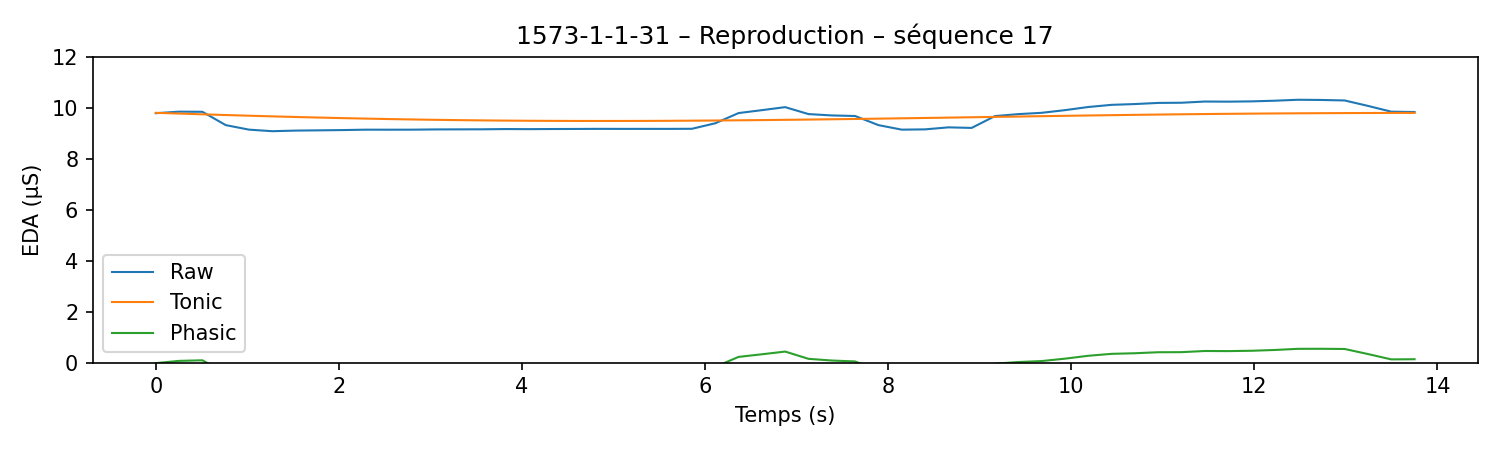 1573-1-1-31 – Reproduction – séquence 17
EDA (µS)
12
10
8
6
4
2
0
Raw
Tonic
Phasic
0 2 4 6 8 10 12 14
Temps (s)